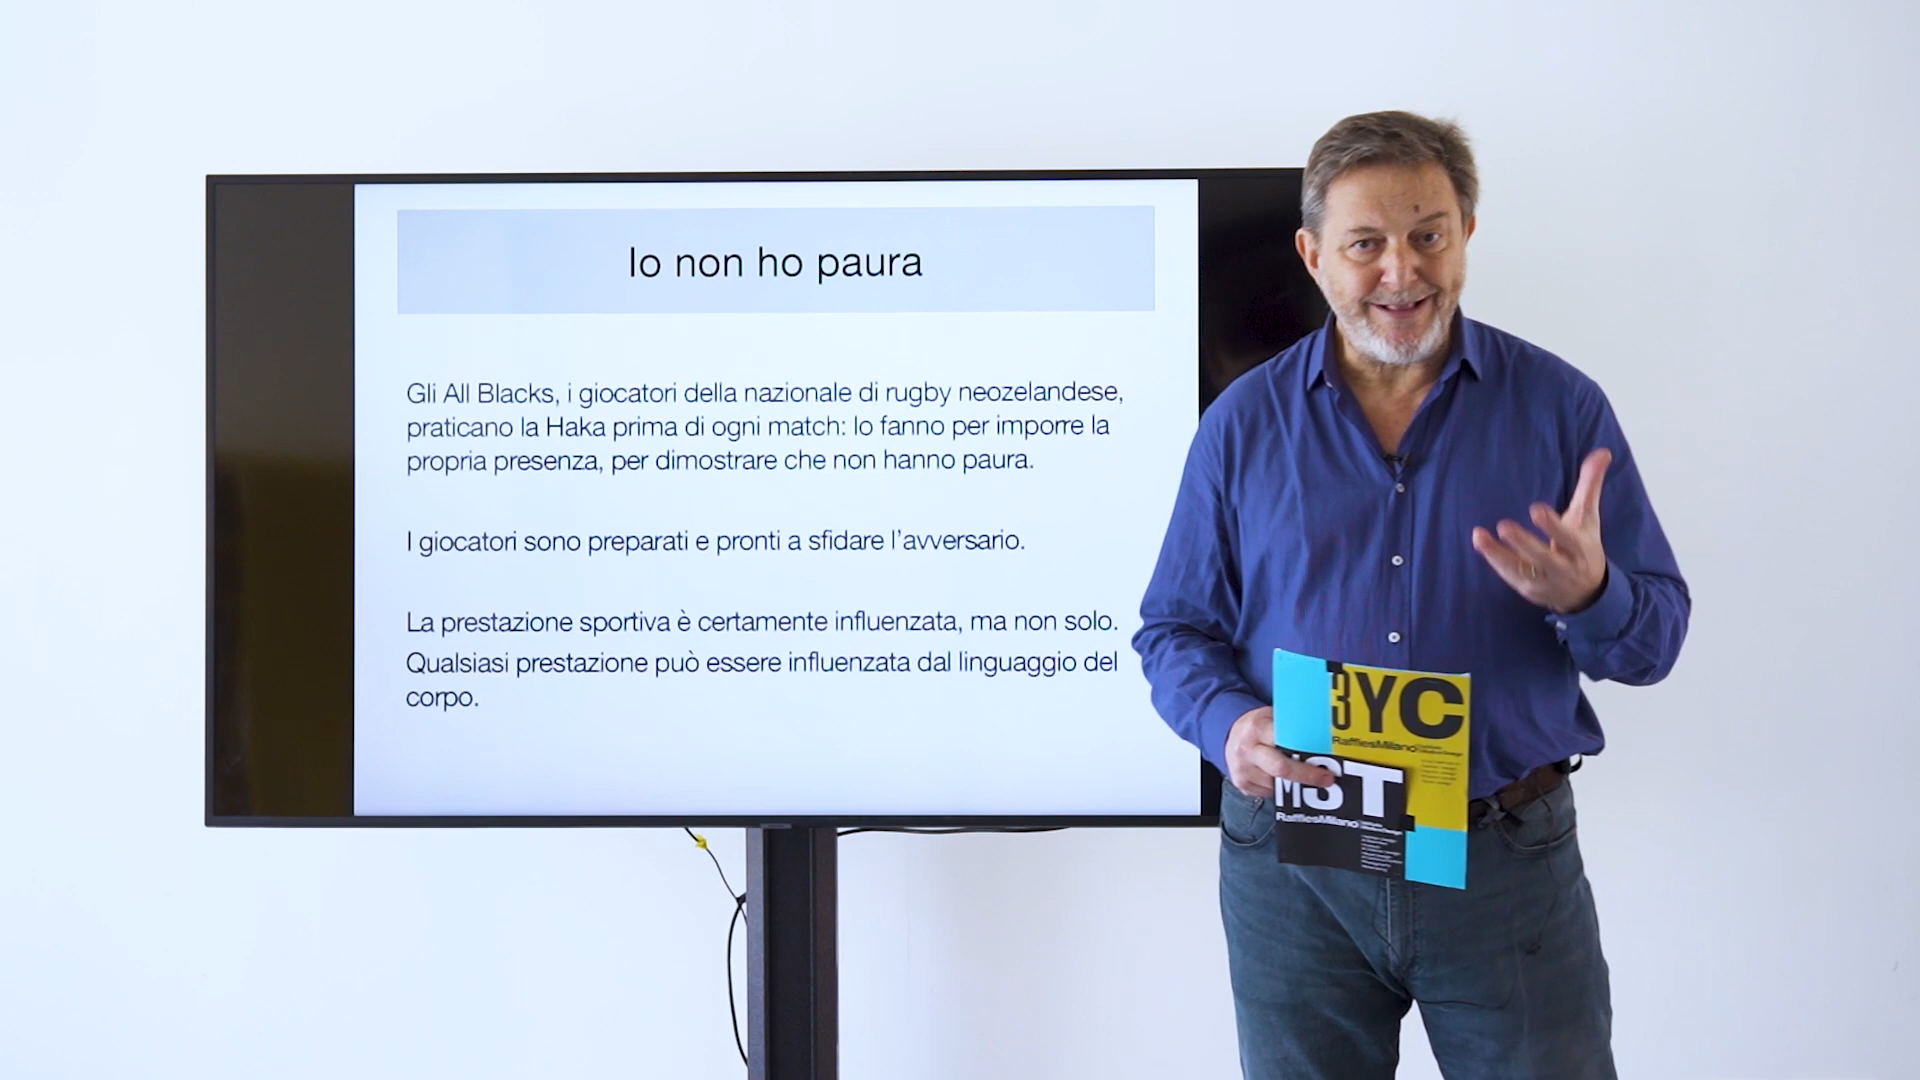 Io non ho paura
Gli All Blacks, i giocatori della nazionale di rugby neozelandese,
praticano la Haka prima di ogni match: lo fanno per imporre la
propria presenza, per dimostrare che non hanno paura.
I giocatori sono preparati e pronti a sfidare l’avversario.
La prestazione sportiva è certamente influenzata, ma non solo.
Qualsiasi prestazione può essere influenzata dal linguaggio del
corpo.
3YC
RafflesMilano
MST
RafflesMilano